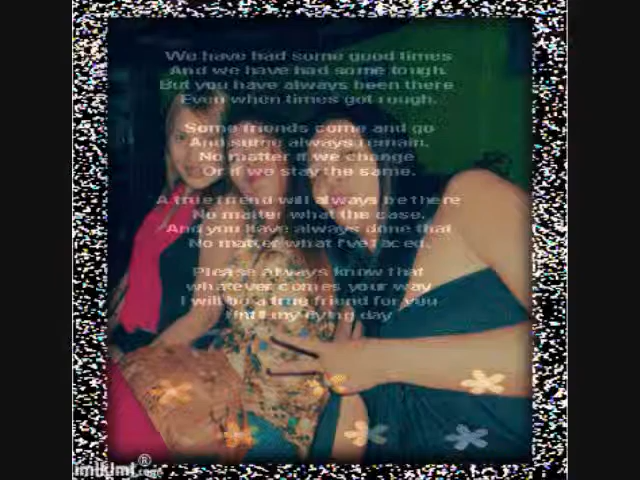 We have had some good times
And we have had some tough.
But you have always been there
Even when times got rough.
Some friends come and go
And some always remain.
No matter if we change
Or if we stay the same.
A true friend will always be there
No matter what the case.
And you have always done that
No matter what I've faced.
Please always know that
whatever comes your way
I will be a true friend for you
Until my dying day
imikimi®.com